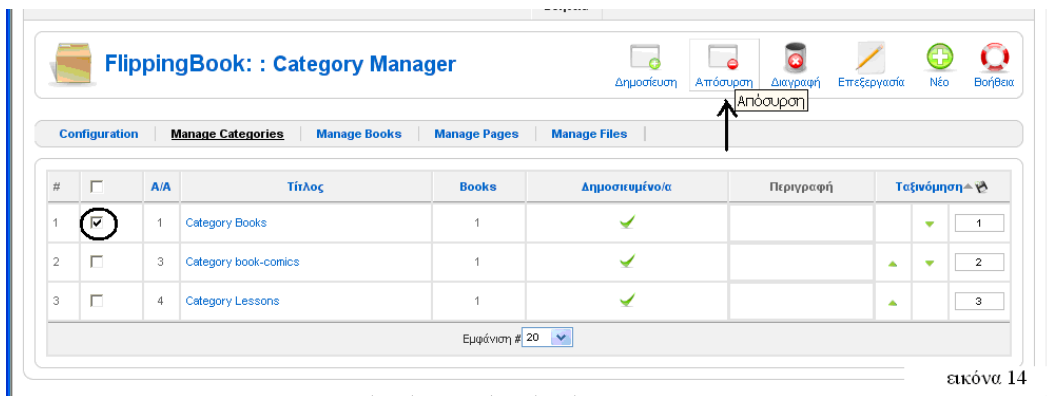 FlippingBook: : Category Manager
Δημοσίευση Απόσυρση Διαγραφή Επεξεργασία Νέο Βοήθεια
Απόσυρση
Configuration Manage Categories Manage Books Manage Pages Manage Files
# A/A Τίτλος Books Δημοσιευμένο/α Περιγραφή Ταξινόμηση
1 1 Category Books 1 1
2 3 Category book-comics 1 2
3 4 Category Lessons 1 3
Εμφάνιση # 20
εικόνα 14